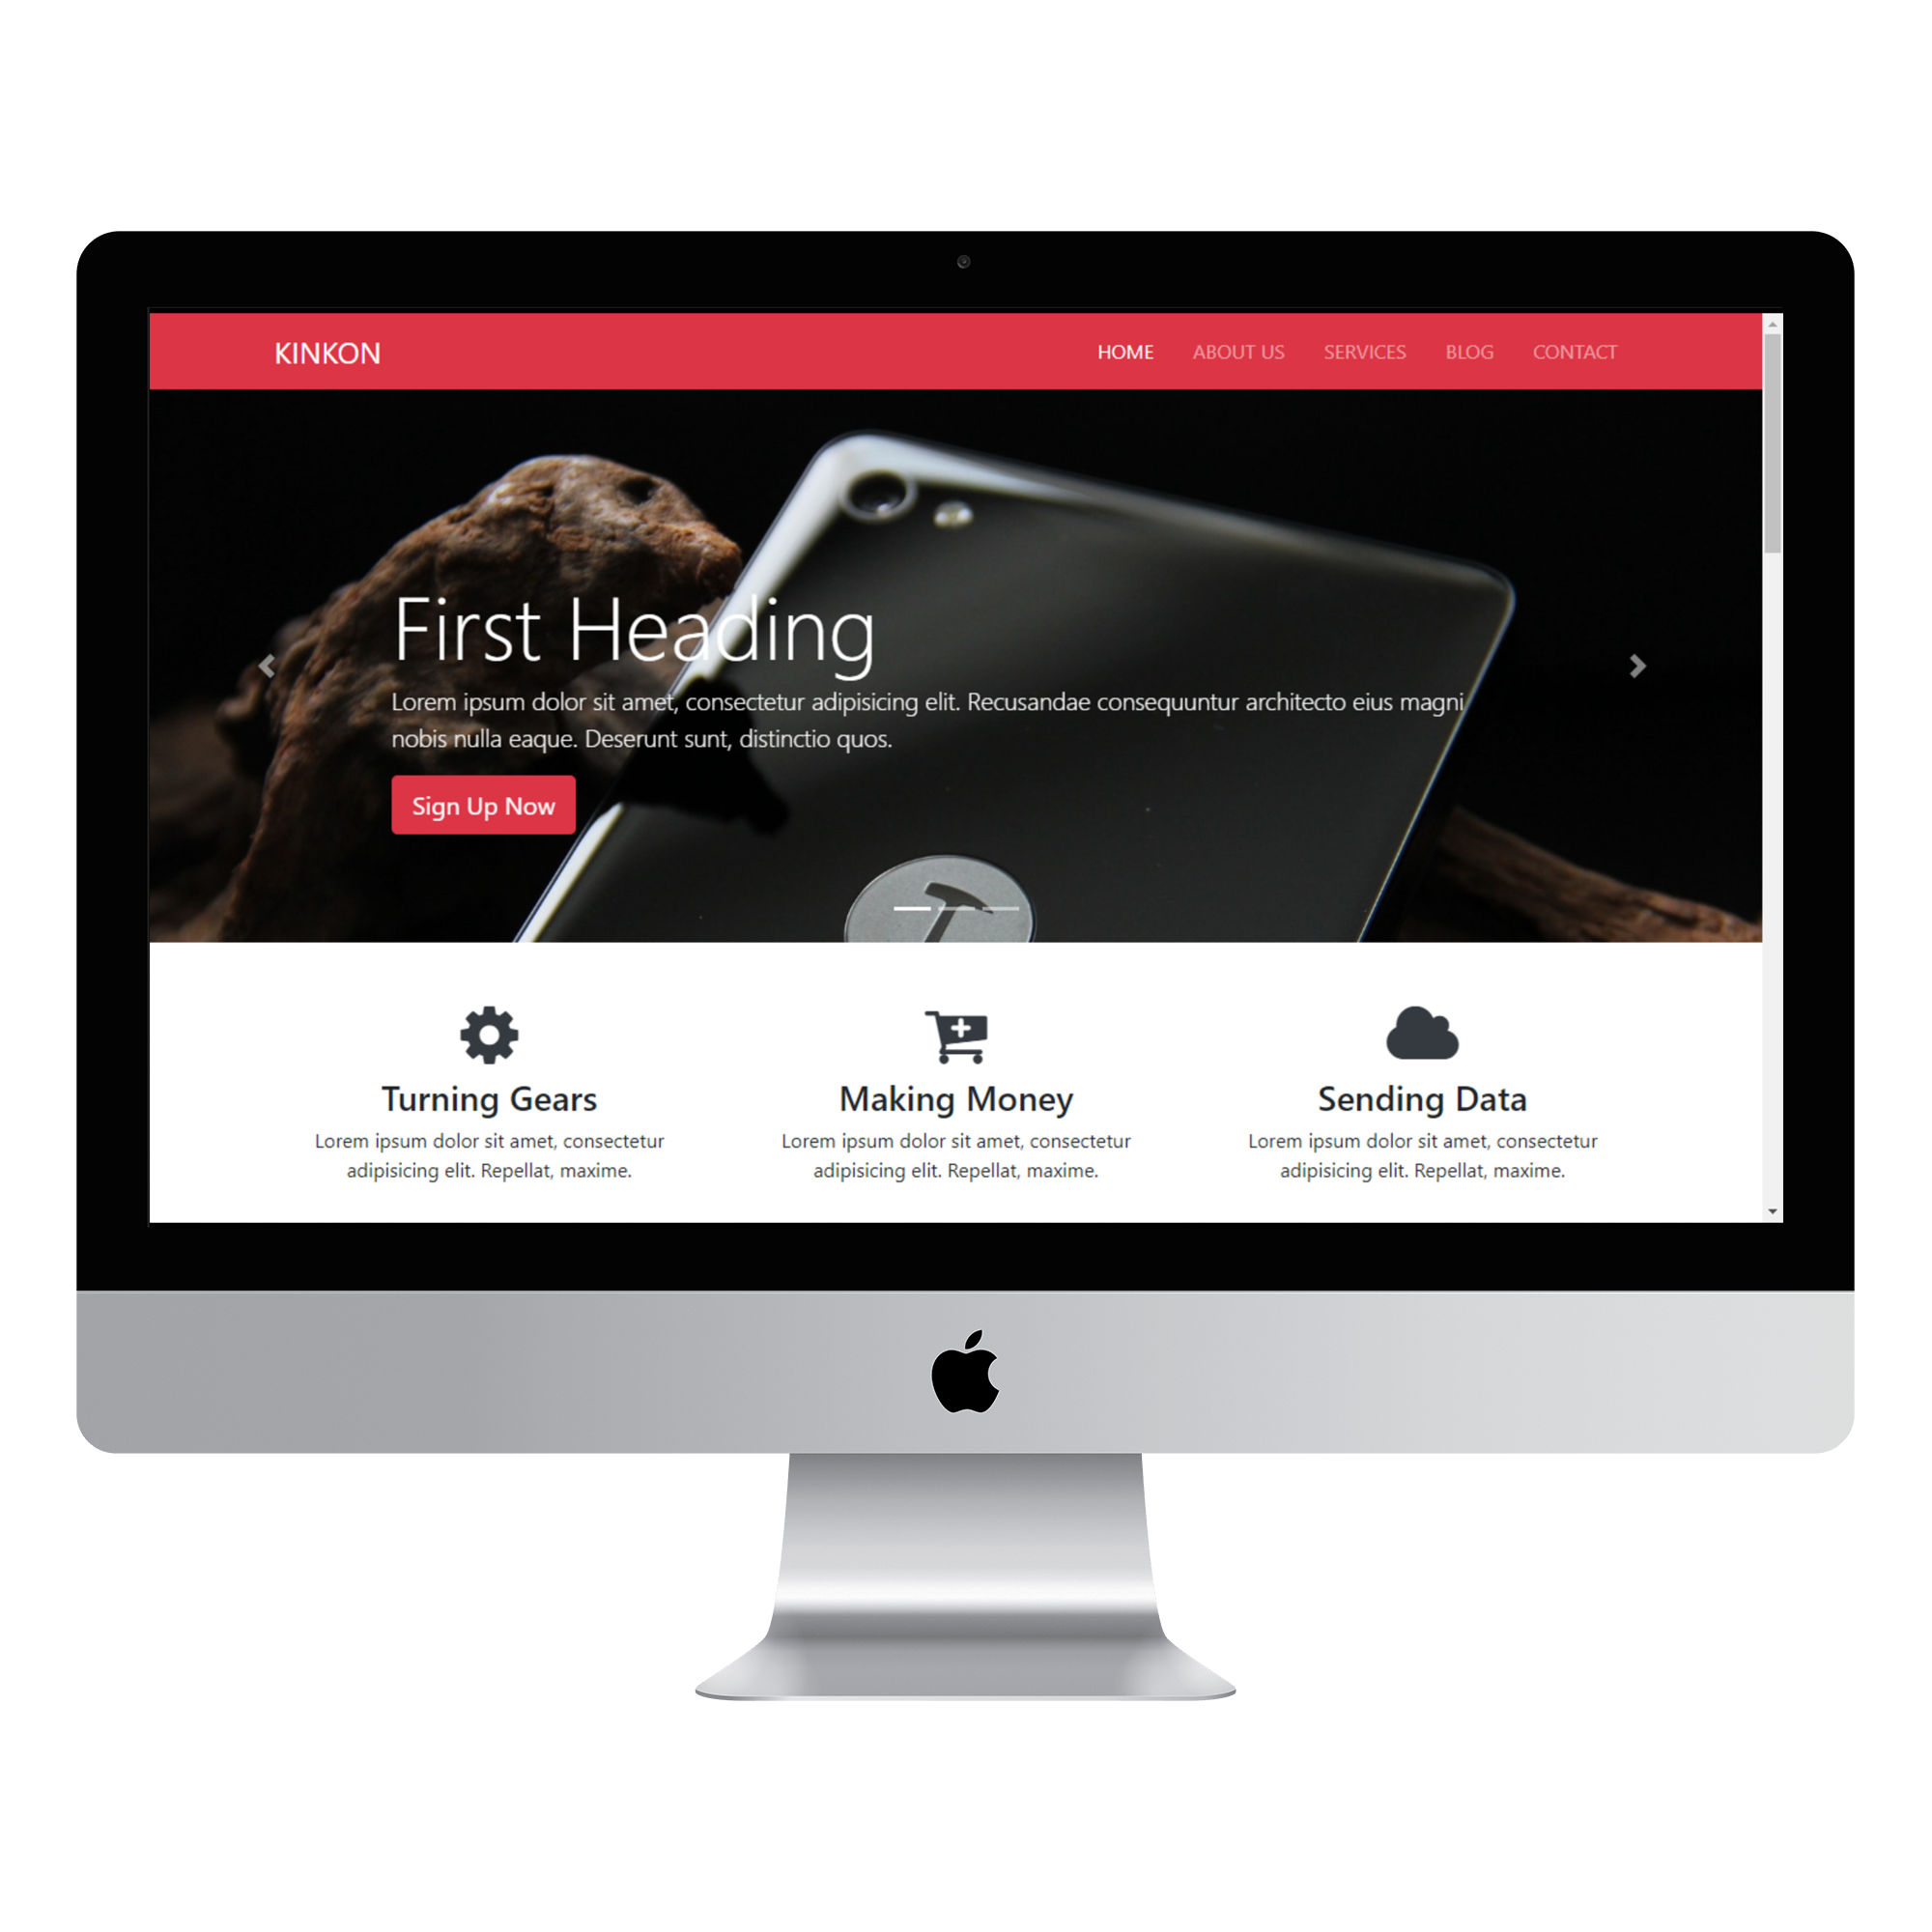 KINKON
HOME ABOUT US SERVICES BLOG CONTACT
First Heading
Lorem ipsum dolor sit amet, consectetur adipisicing elit. Recusandae consequuntur architecto eius magni
nobis nulla eaque. Deserunt sunt, distinctio quos.
Sign Up Now
Turning Gears
Lorem ipsum dolor sit amet, consectetur
adipisicing elit. Repellat, maxime.
Making Money
Lorem ipsum dolor sit amet, consectetur
adipisicing elit. Repellat, maxime.
Sending Data
Lorem ipsum dolor sit amet, consectetur
adipisicing elit. Repellat, maxime.